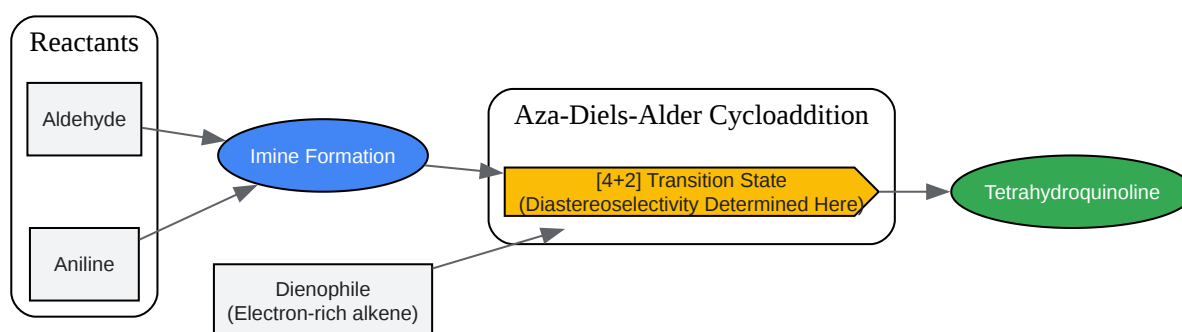 Reactants
Aldehyde
Aniline
Imine Formation
Dienophile
(Electron-rich alkene)
Aza-Diels-Alder Cycloaddition
[4+2] Transition State
(Diastereoselectivity Determined Here)
Tetrahydroquinoline